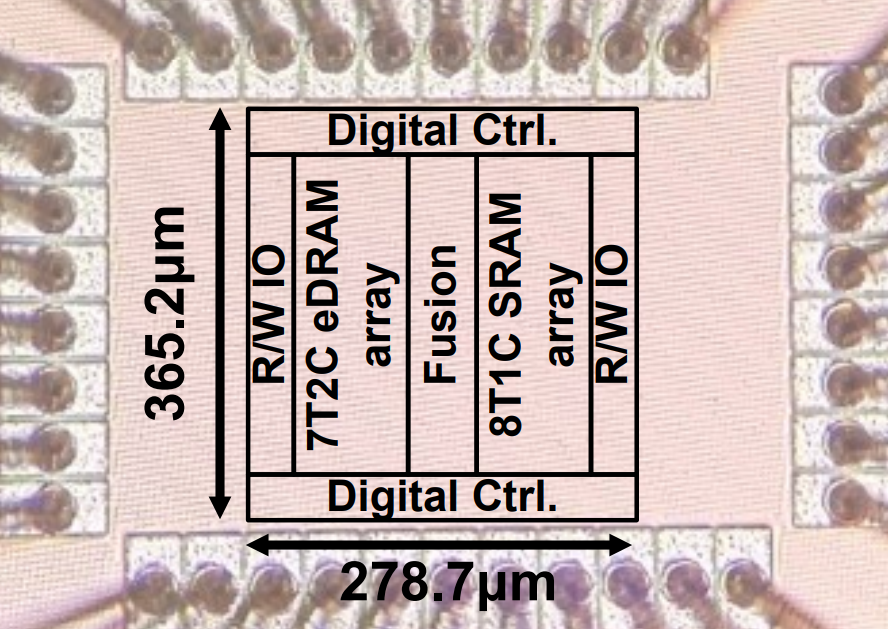 Digital Ctrl.
365.2µm
R/W IO
7T2C eDRAM
array
Fusion
8T1C SRAM
array
R/W IO
Digital Ctrl.
278.7µm